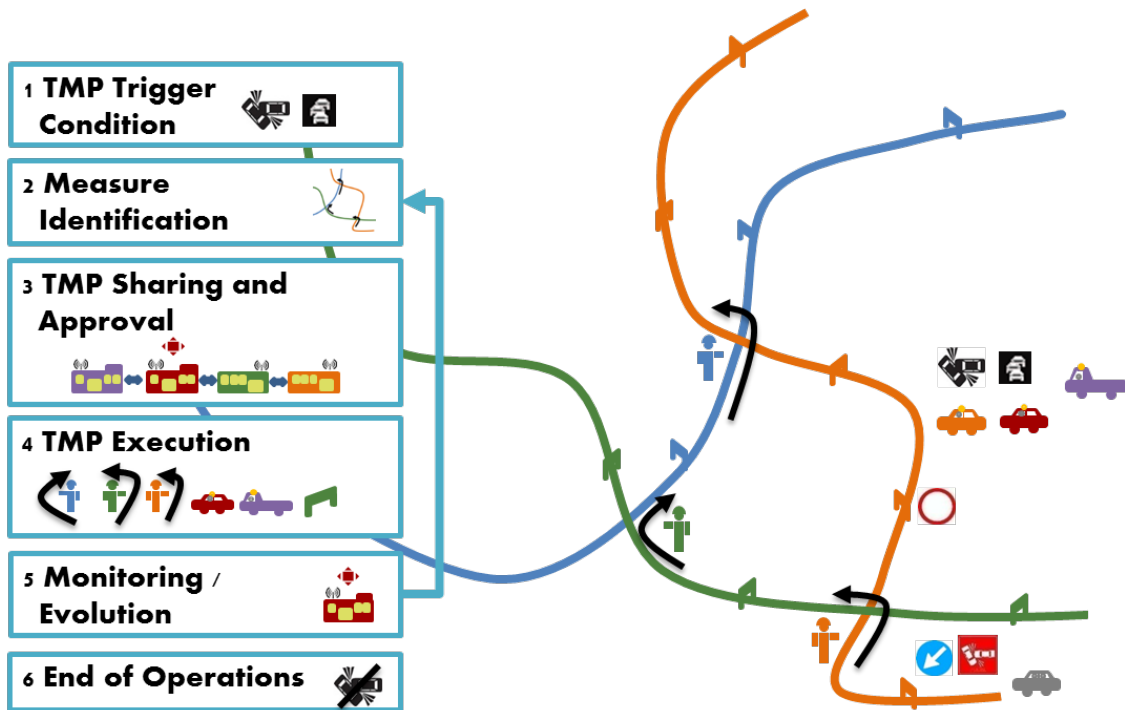 1 TMP Trigger
Condition
2 Measure
Identification
3 TMP Sharing and
Approval
4 TMP Execution
5 Monitoring /
Evolution
6 End of Operations